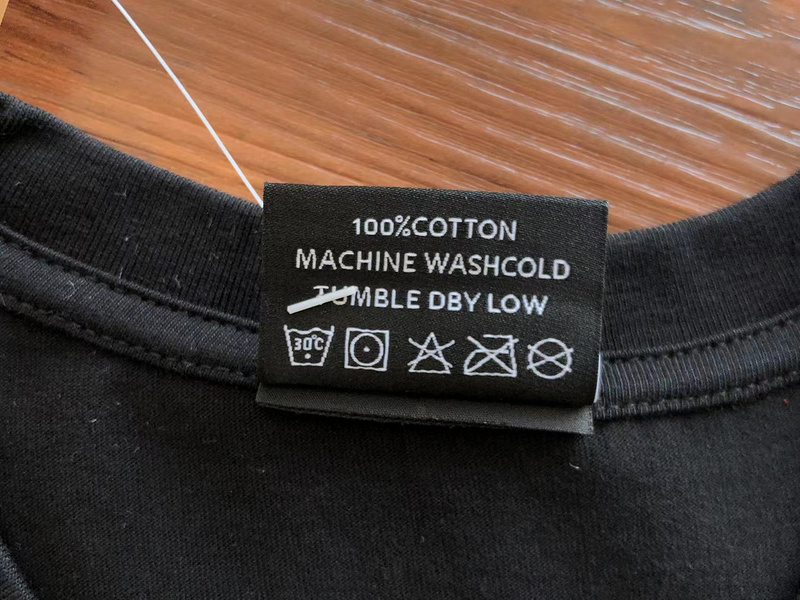 100%COTTON
MACHINE WASHCOLD
TUMBLE DBY LOW
30°C